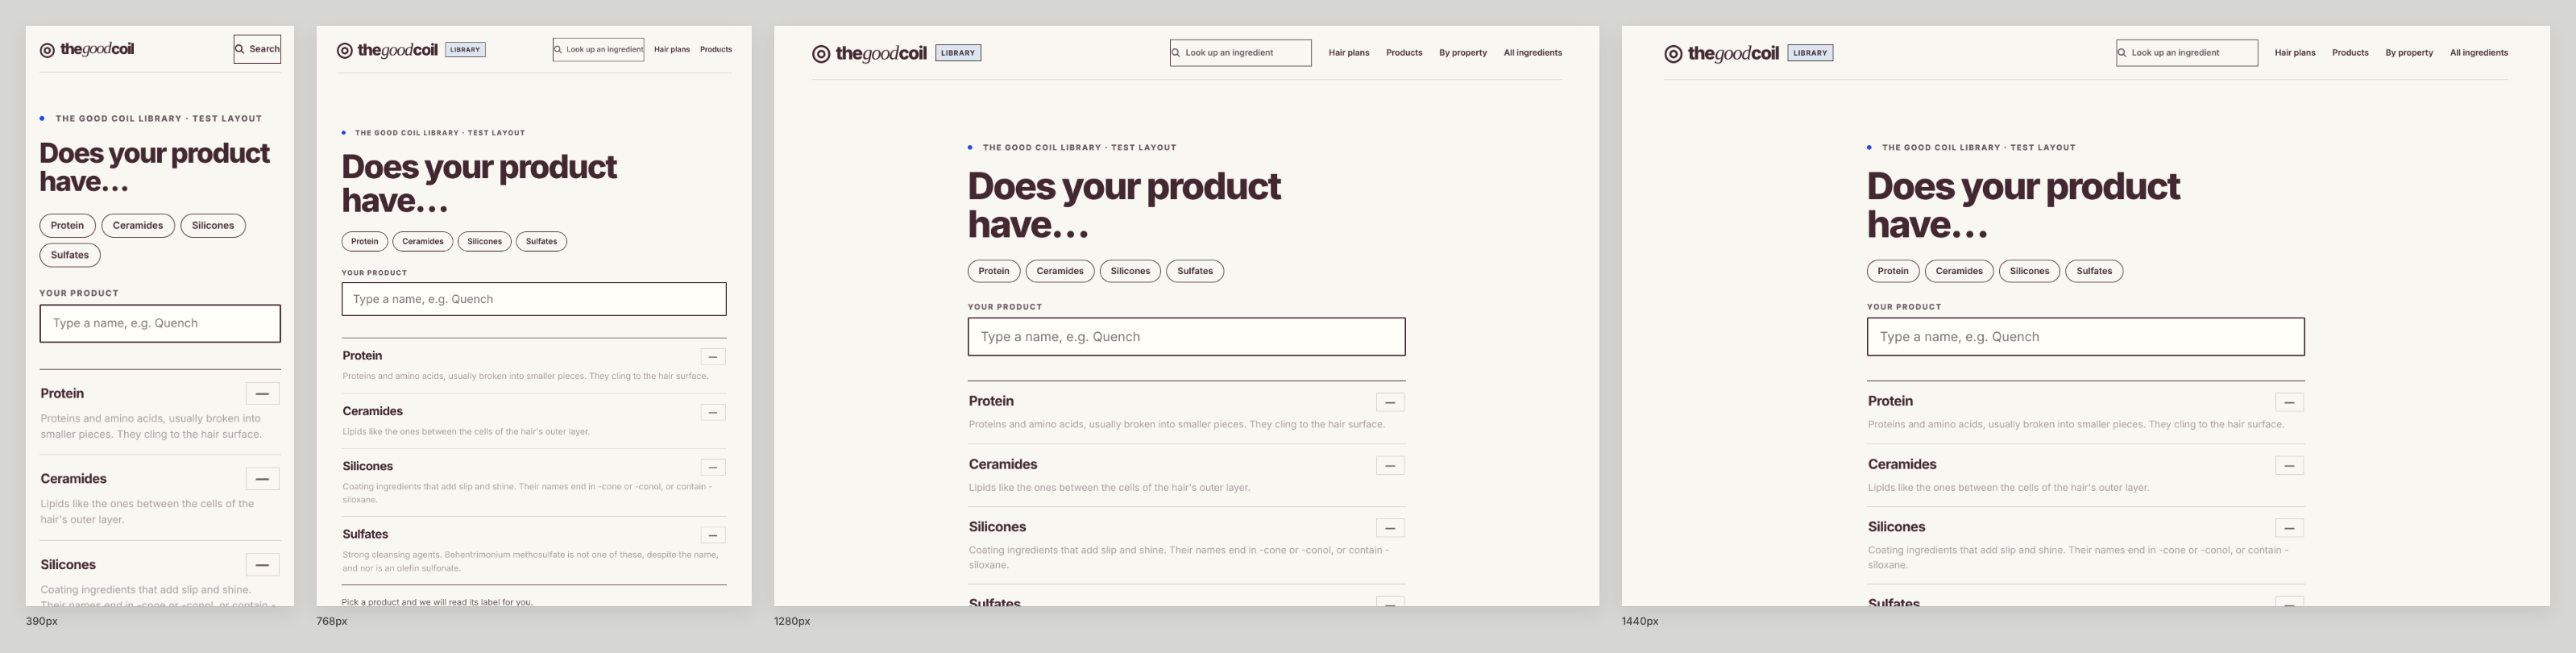 thegoodcoil
Search
THE GOOD COIL LIBRARY · TEST LAYOUT
Does your product
have…
Protein
Ceramides
Silicones
Sulfates
YOUR PRODUCT
Type a name, e.g. Quench
Protein
—
Proteins and amino acids, usually broken into
smaller pieces. They cling to the hair surface.
Ceramides
—
Lipids like the ones between the cells of the
hair's outer layer.
Silicones
—
Coating ingredients that add slip and shine.
Their names end in -cone or -conol, or contain -
390px
thegoodcoil
LIBRARY
Look up an ingredient
Hair plans
Products
THE GOOD COIL LIBRARY · TEST LAYOUT
Does your product
have…
Protein
Ceramides
Silicones
Sulfates
YOUR PRODUCT
Type a name, e.g. Quench
Protein
—
Proteins and amino acids, usually broken into smaller pieces. They cling to the hair surface.
Ceramides
—
Lipids like the ones between the cells of the hair's outer layer.
Silicones
—
Coating ingredients that add slip and shine. Their names end in -cone or -conol, or contain -
siloxane.
Sulfates
—
Strong cleansing agents. Behentrimonium methosulfate is not one of these, despite the name,
and nor is an olefin sulfonate.
Pick a product and we will read its label for you.
768px
thegoodcoil
LIBRARY
Look up an ingredient
Hair plans
Products
By property
All ingredients
THE GOOD COIL LIBRARY · TEST LAYOUT
Does your product
have…
Protein
Ceramides
Silicones
Sulfates
YOUR PRODUCT
Type a name, e.g. Quench
Protein
—
Proteins and amino acids, usually broken into smaller pieces. They cling to the hair surface.
Ceramides
—
Lipids like the ones between the cells of the hair's outer layer.
Silicones
—
Coating ingredients that add slip and shine. Their names end in -cone or -conol, or contain -
siloxane.
Sulfates
—
1280px
thegoodcoil
LIBRARY
Look up an ingredient
Hair plans
Products
By property
All ingredients
THE GOOD COIL LIBRARY · TEST LAYOUT
Does your product
have…
Protein
Ceramides
Silicones
Sulfates
YOUR PRODUCT
Type a name, e.g. Quench
Protein
—
Proteins and amino acids, usually broken into smaller pieces. They cling to the hair surface.
Ceramides
—
Lipids like the ones between the cells of the hair's outer layer.
Silicones
—
Coating ingredients that add slip and shine. Their names end in -cone or -conol, or contain -
siloxane.
Sulfates
—
1440px